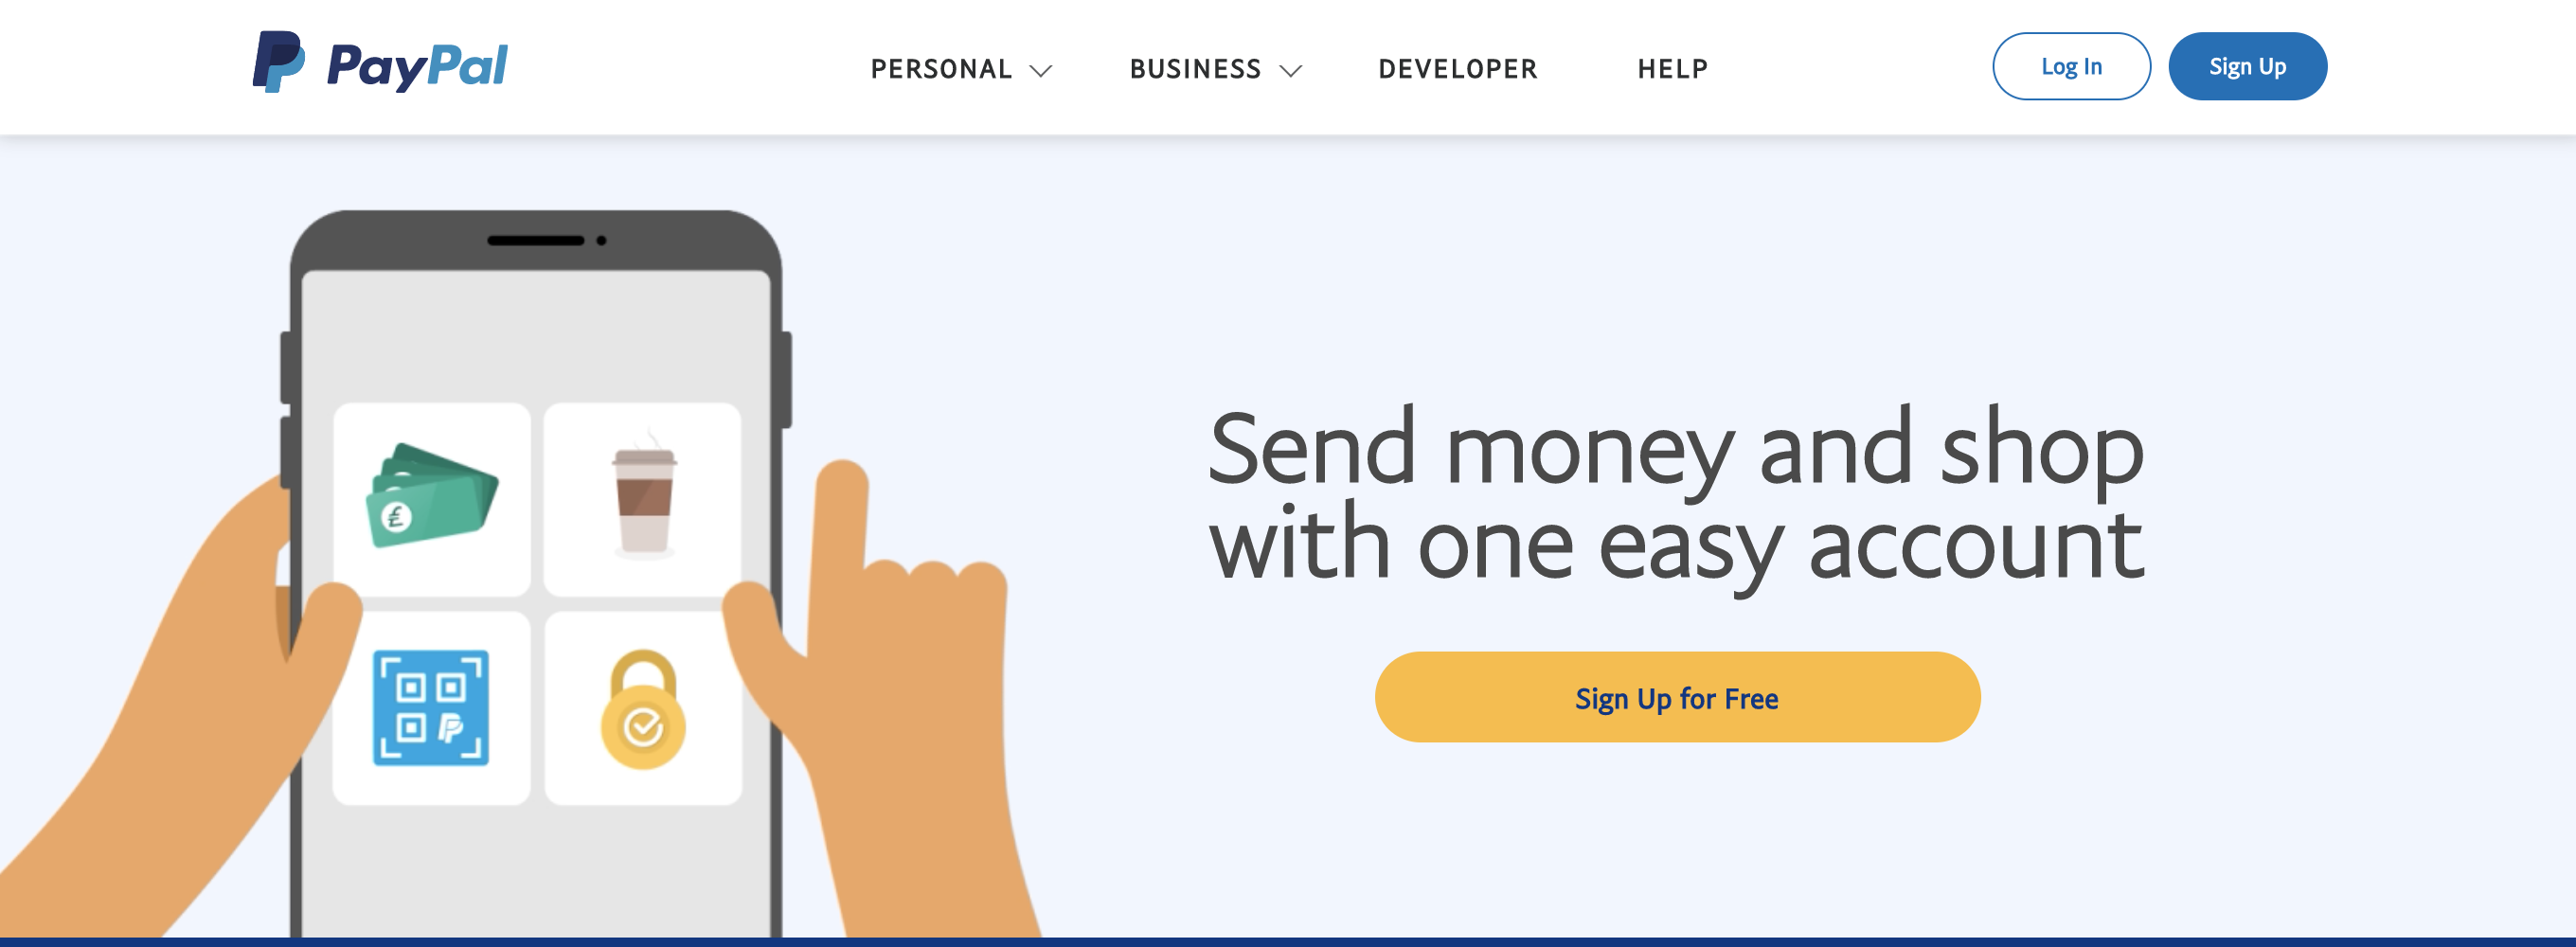 PayPal
PERSONAL
BUSINESS
DEVELOPER
HELP
Log In
Sign Up
£
Send money and shop
with one easy account
Sign Up for Free